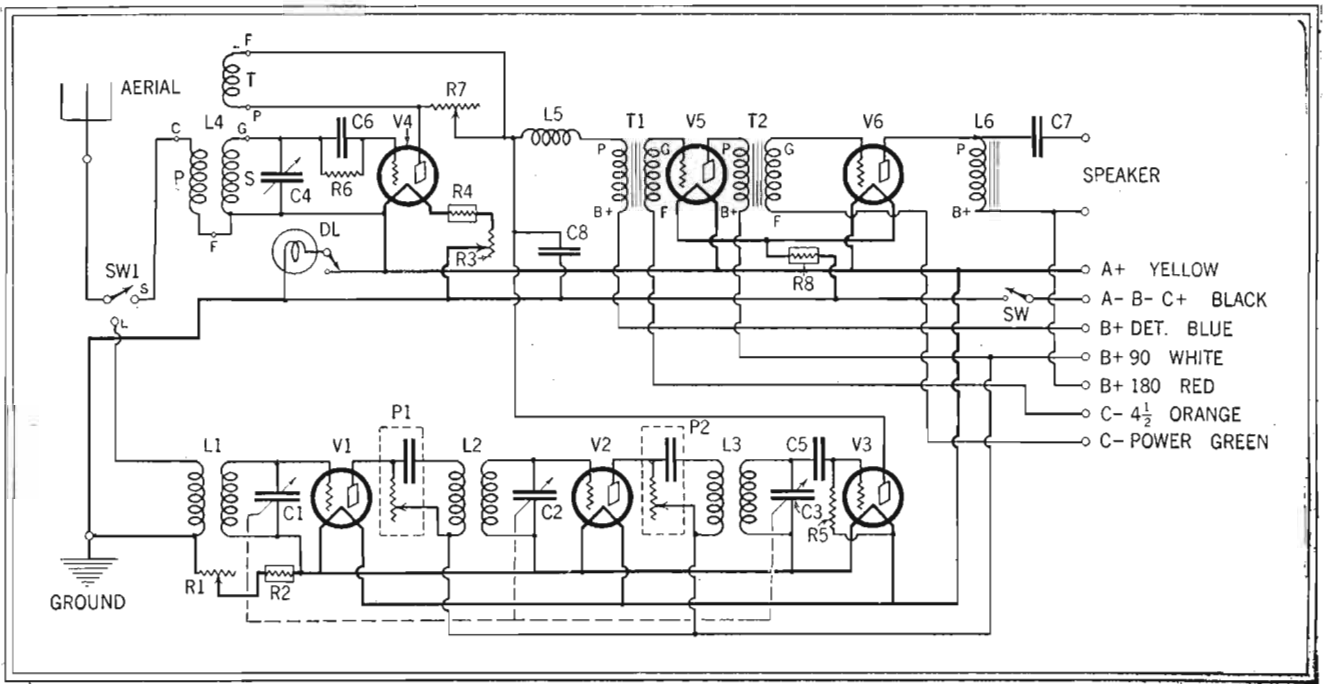 F
T
P
AERIAL
C
L4
G
C6
V4
R7
L5
T1
V5
T2
V6
L6
C7
P
S
C4
R6
P
G
P
G
P
SPEAKER
R4
F
B+
F
B+
F
B+
DL
R3
C8
R8
SW1
S
L
SW
A+ YELLOW
A- B- C+ BLACK
B+ DET. BLUE
B+ 90 WHITE
B+ 180 RED
C- 4½ ORANGE
C- POWER GREEN
P1
P2
L1
V1
L2
V2
L3
C5
V3
C1
C2
C3
R5
R1
R2
GROUND